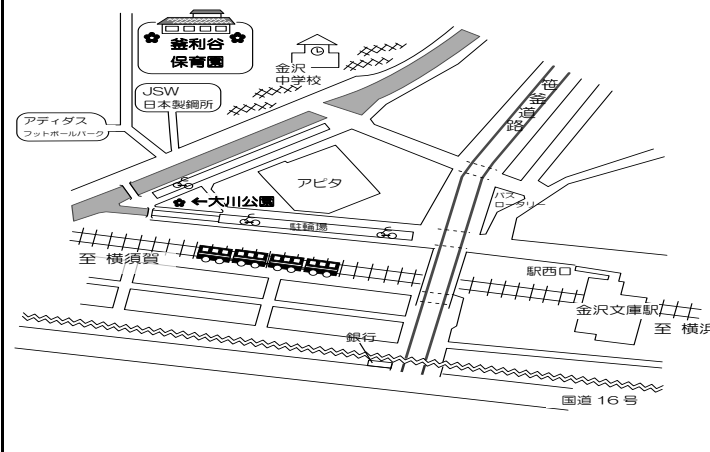 釜利谷
保育園
金沢
中学校
笹釜道路
JSW
日本製鋼所
アディダス
フットボールパーク
アピタ
バス
ロータリー
←大川公園
駐輪場
至 横須賀
駅西口
金沢文庫駅
至 横浜
銀行
国道 16 号